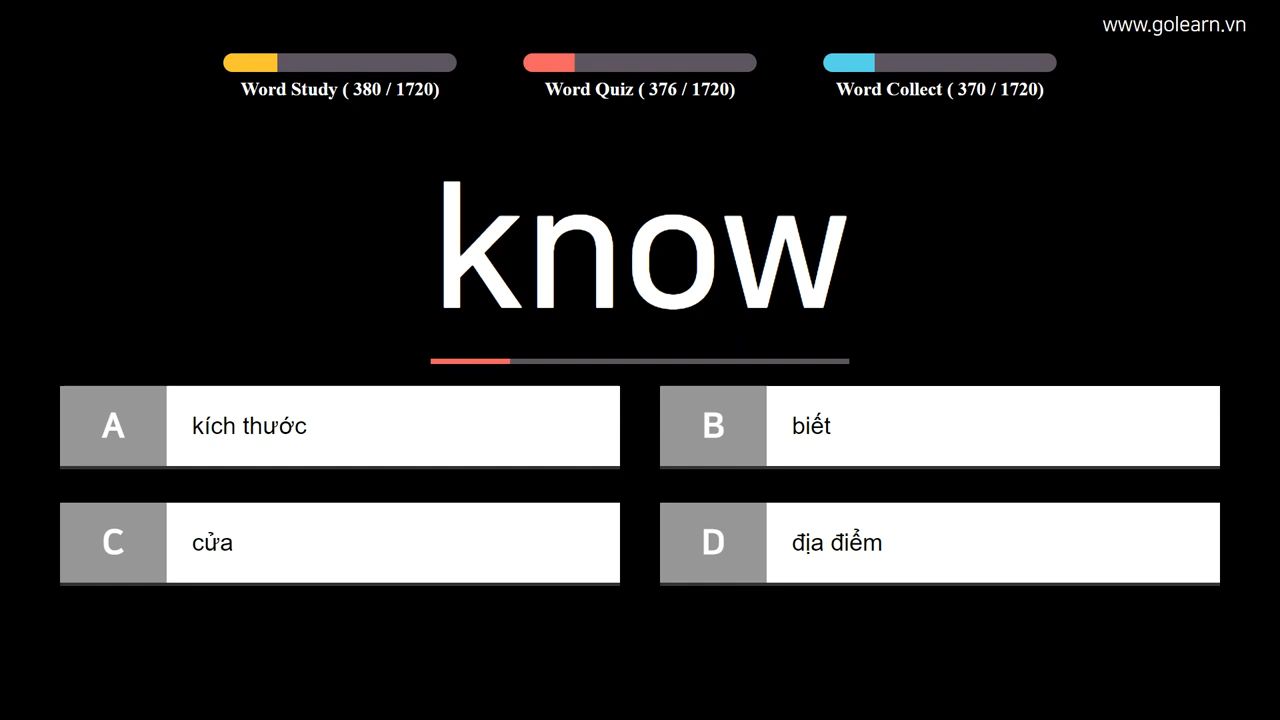 www.golearn.vn
Word Study ( 380 / 1720)
Word Quiz ( 376 / 1720)
Word Collect ( 370 / 1720)
know
A kích thước
B biết
C cửa
D địa điểm